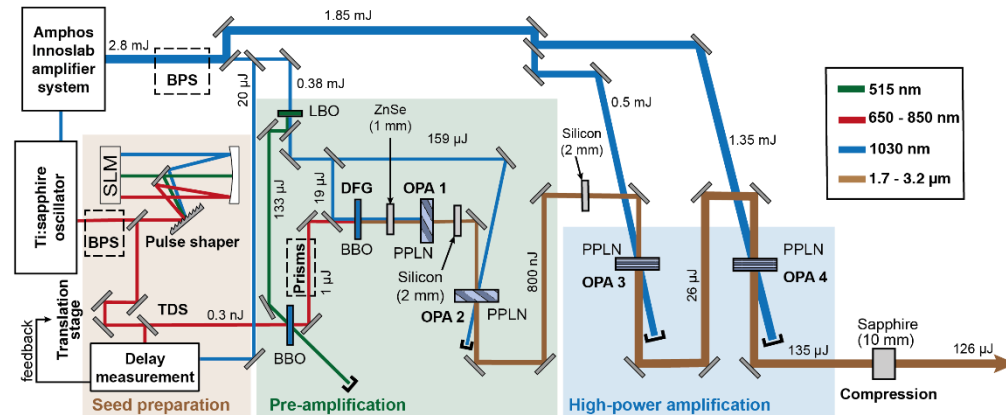 Amphos
Innoslab
amplifier
system
2.8 mJ
BPS
1.85 mJ
20 µJ
0.38 mJ
LBO
ZnSe
(1 mm)
159 µJ
Silicon
(2 mm)
0.5 mJ
1.35 mJ
515 nm
650 - 850 nm
1030 nm
1.7 - 3.2 µm
Ti:sapphire
oscillator
SLM
BPS
Pulse shaper
133 µJ
19 µJ
DFG
BBO
OPA 1
PPLN
Silicon
(2 mm)
Prisms
1 µJ
OPA 2
PPLN
800 nJ
PPLN
OPA 3
26 µJ
PPLN
OPA 4
feedback
Translation
stage
TDS
0.3 nJ
BBO
Delay
measurement
135 µJ
Sapphire
(10 mm)
126 µJ
Compression
Seed preparation
Pre-amplification
High-power amplification